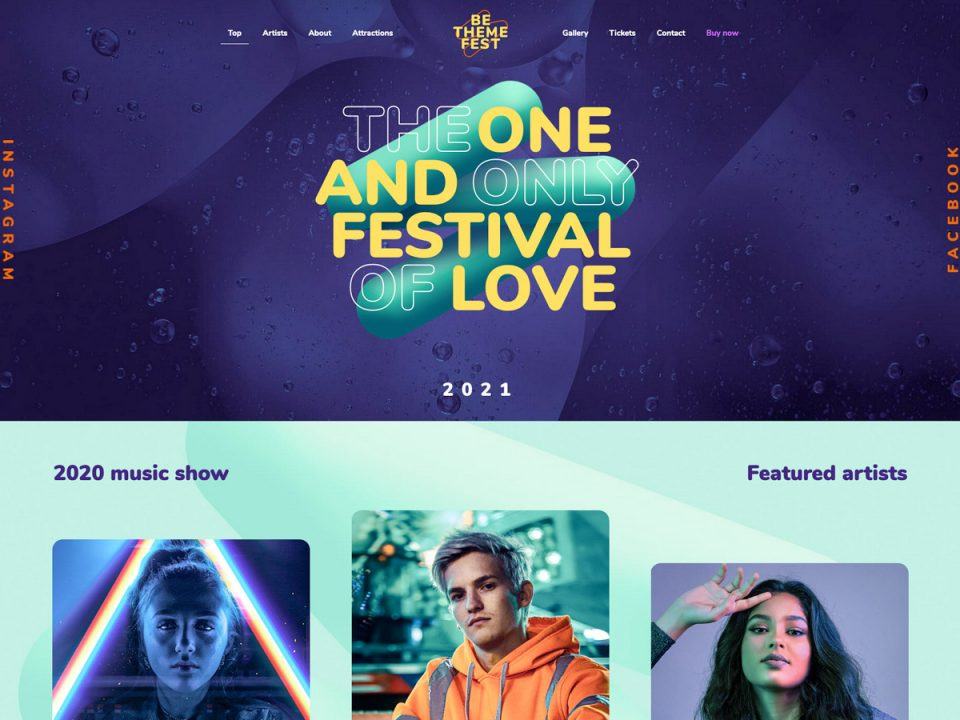 Top
Artists
About
Attractions
BE
THEME
FEST
Gallery
Tickets
Contact
Buy now
INSTAGRAM
THE ONE
AND ONLY
FESTIVAL
OF LOVE
FACEBOOK
2021
2020 music show
Featured artists